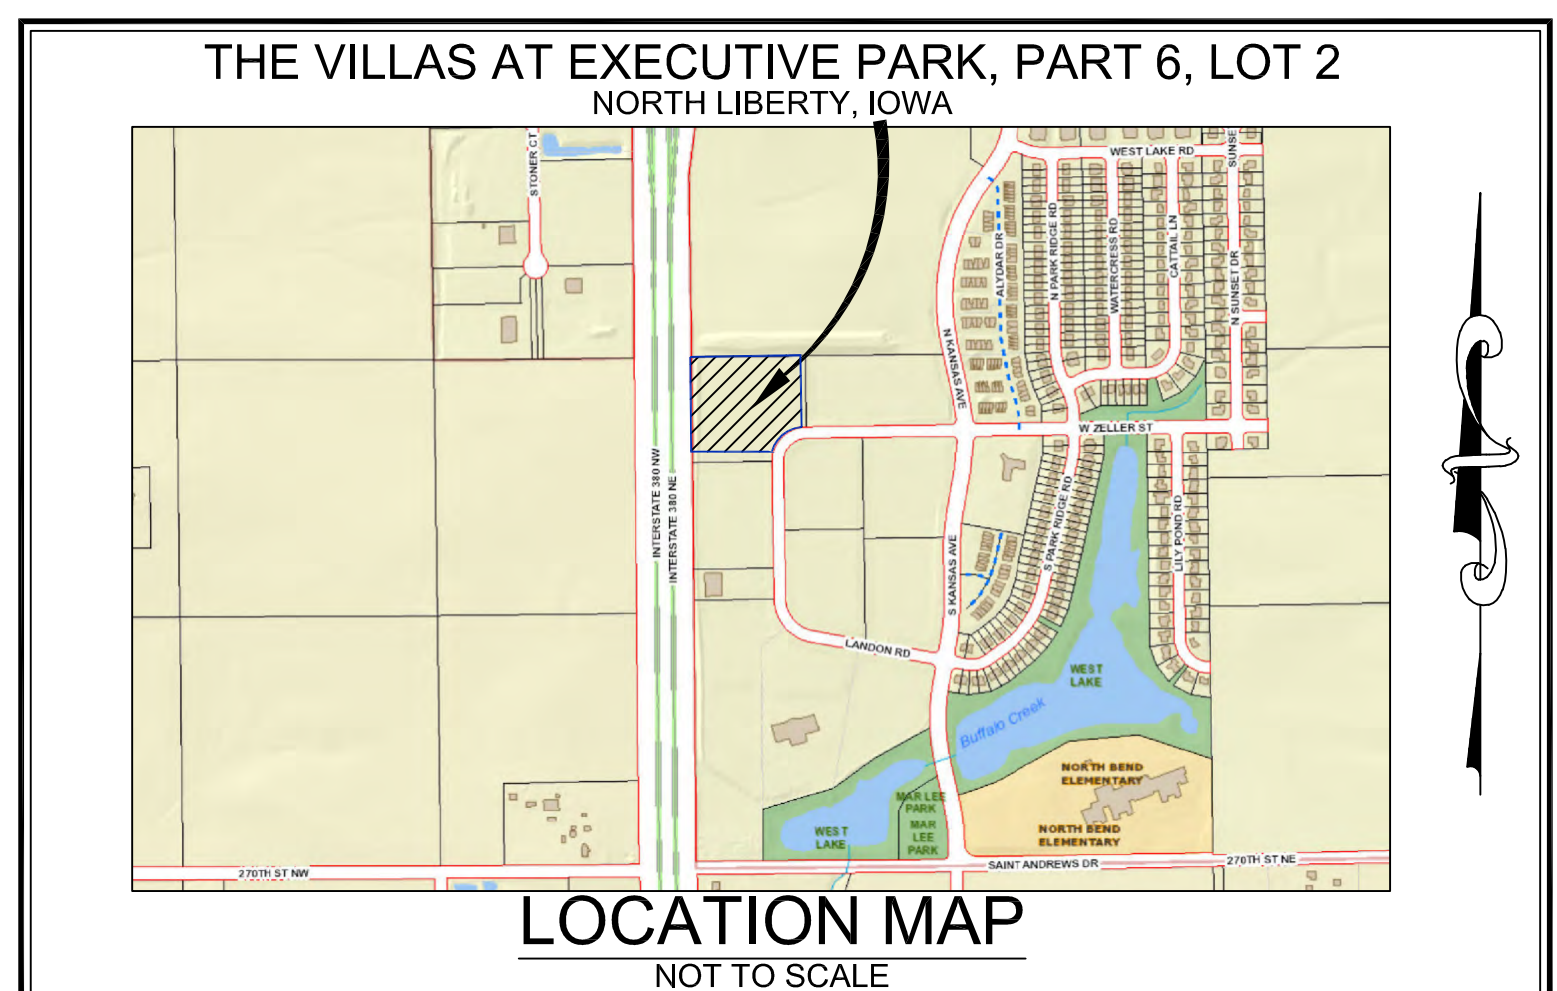 THE VILLAS AT EXECUTIVE PARK, PART 6, LOT 2
NORTH LIBERTY, IOWA
STONER CT
WEST LAKE RD
SUNSE
ALYDAR DR
N PARK RIDGE RD
WATERCRESS RD
CATTAIL LN
N SUNSET DR
N KANSAS AVE
W ZELLER ST
INTERSTATE 380 NW
INTERSTATE 380 NE
S PARK RIDGE RD
LILY POND RD
S KANSAS AVE
LANDON RD
WEST
LAKE
Buffalo Creek
NORTH BEND
ELEMENTARY
MAR LEE
PARK
MAR
LEE
PARK
WEST
LAKE
NORTH BEND
ELEMENTARY
270TH ST NW
SAINT ANDREWS DR
270TH ST NE
LOCATION MAP
NOT TO SCALE